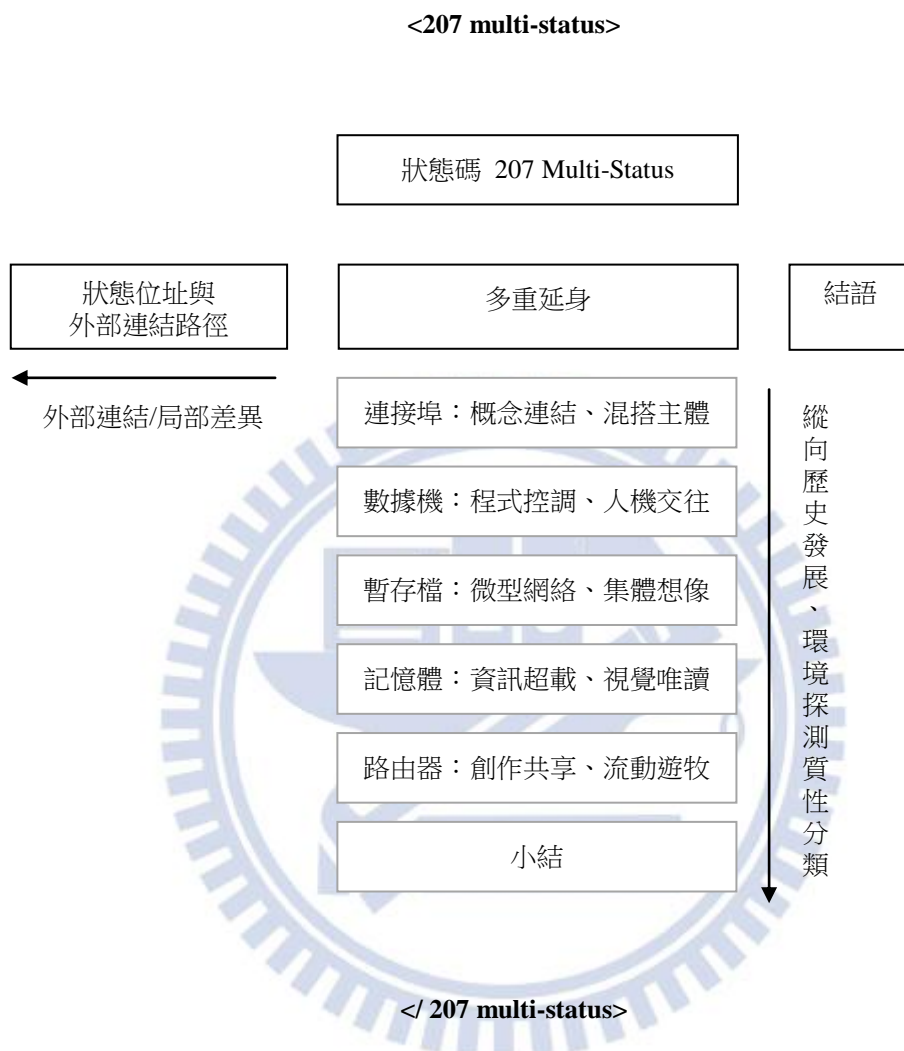 <207 multi-status>
狀態碼 207 Multi-Status
狀態位址與
外部連結路徑
多重延身
結語
外部連結/局部差異
連接埠：概念連結、混搭主體
數據機：程式控調、人機交往
暫存檔：微型網絡、集體想像
記憶體：資訊超載、視覺唯讀
路由器：創作共享、流動遊牧
小結
縱向歷史發展、環境探測質性分類
</ 207 multi-status>